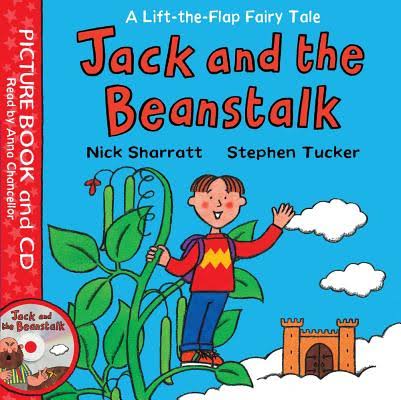 A Lift-the-Flap Fairy Tale
Jack and the
Beanstalk
Nick Sharratt Stephen Tucker
PICTURE BOOK and CD
Read by Anna Chancellor
Jack and
the Beanstalk